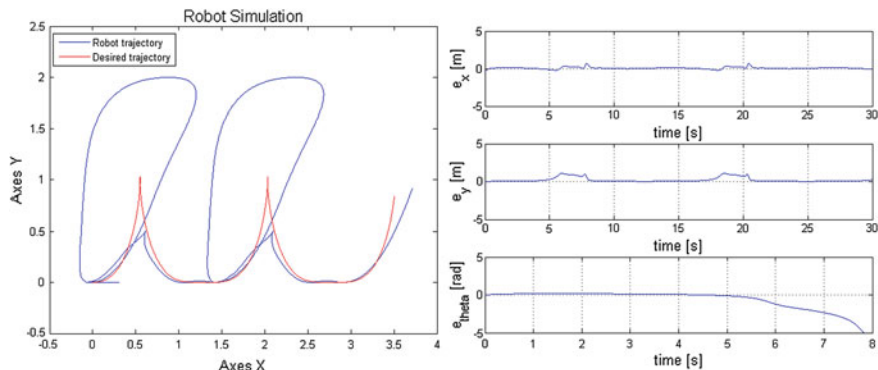 Robot Simulation
2.5
Robot trajectory
Desired trajectory
2
1.5
Axes Y
1
0.5
0
-0.5
-0.5 0 0.5 1 1.5 2 2.5 3 3.5 4
Axes X
5
e_x [m]
0
-5
0 5 10 15 20 25 30
time [s]
5
e_y [m]
0
-5
0 5 10 15 20 25 30
time [s]
5
e_theta [rad]
0
-5
0 1 2 3 4 5 6 7 8
time [s]